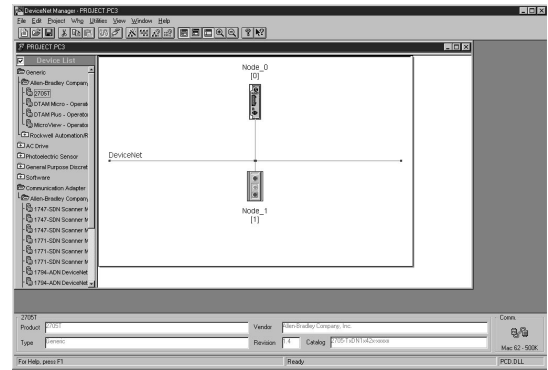 DeviceNet Manager - PROJECT PC3
File Edit Project Who Utilities View Window Help
PROJECT PC3
Device List
Generic
Allen-Bradley Company
2705T
DTAM Micro - Operat
DTAM Plus - Operator
MicroView - Operator
Rockwell Automation/R
AC Drive
Photoelectric Sensor
General Purpose Discret
Software
Communication Adapter
Allen-Bradley Company
1747-SDN Scanner M
1747-SDN Scanner M
1747-SDN Scanner M
1771-SDN Scanner M
1771-SDN Scanner M
1771-SDN Scanner M
1794-ADN DeviceNet
1794-ADN DeviceNet
Node_0
[0]
DeviceNet
Node_1
[1]
2705T
Product 2705T
Vendor Allen-Bradley Company, Inc.
Type Generic
Revision 1.4
Catalog
Comm.
Mac 62 - 500K
For Help, press F1
Ready
PCD.DLL